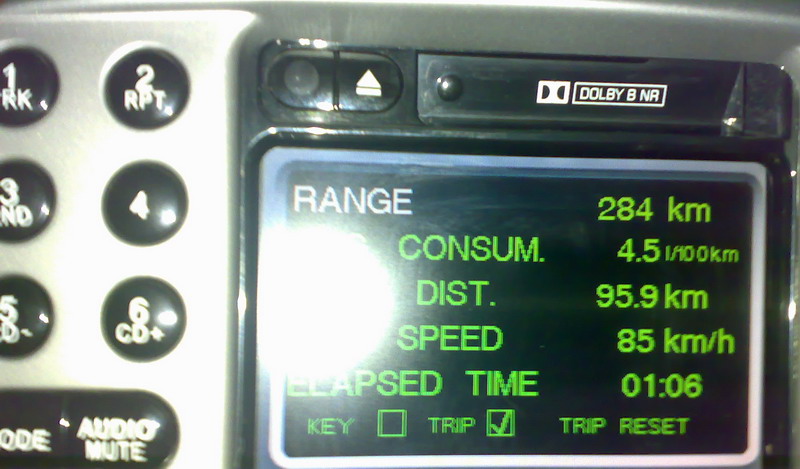 1
RK
2
RPT
DOLBY B NR
3
ND
4
RANGE 284 km
CONSUM. 4.5 l/100km
DIST. 95.9 km
5
CD-
6
CD+
SPEED 85 km/h
ELAPSED TIME 01:06
KEY TRIP TRIP RESET
ODE
AUDIO
MUTE